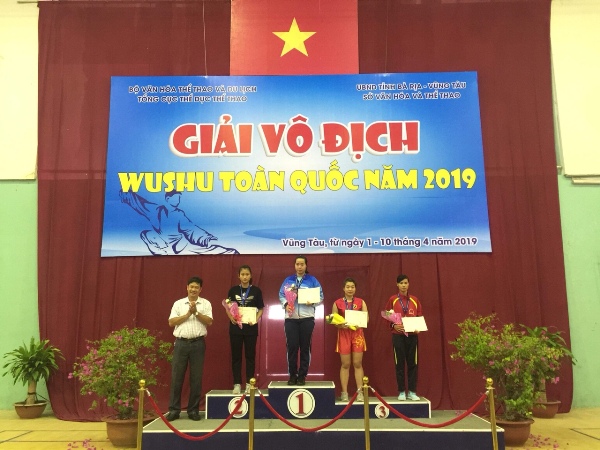 BỘ VĂN HÓA THỂ THAO VÀ DU LỊCH
TỔNG CỤC THỂ DỤC THỂ THAO
UBND TỈNH BÀ RỊA - VŨNG TÀU
SỞ VĂN HÓA VÀ THỂ THAO
GIẢI VÔ ĐỊCH
WUSHU TOÀN QUỐC NĂM 2019
Vũng Tàu, từ ngày 1 - 10 tháng 4 năm 2019
2
1
3